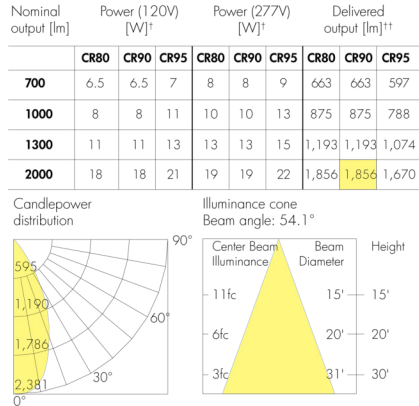 Nominal output [lm] Power (120V) [W]† Power (277V) [W]† Delivered output [lm]††
CR80 CR90 CR95 CR80 CR90 CR95 CR80 CR90 CR95
700 6.5 6.5 7 8 8 9 663 663 597
1000 8 8 11 10 10 13 875 875 788
1300 11 11 13 13 13 15 1,193 1,193 1,074
2000 18 18 21 19 19 22 1,856 1,856 1,670
Candlepower distribution
90°
595
1,190
60°
1,786
30°
2,381
0°
Illuminance cone
Beam angle: 54.1°
Center Beam Illuminance Beam Diameter Height
11fc 15' 15'
6fc 20' 20'
3fc 31' 30'